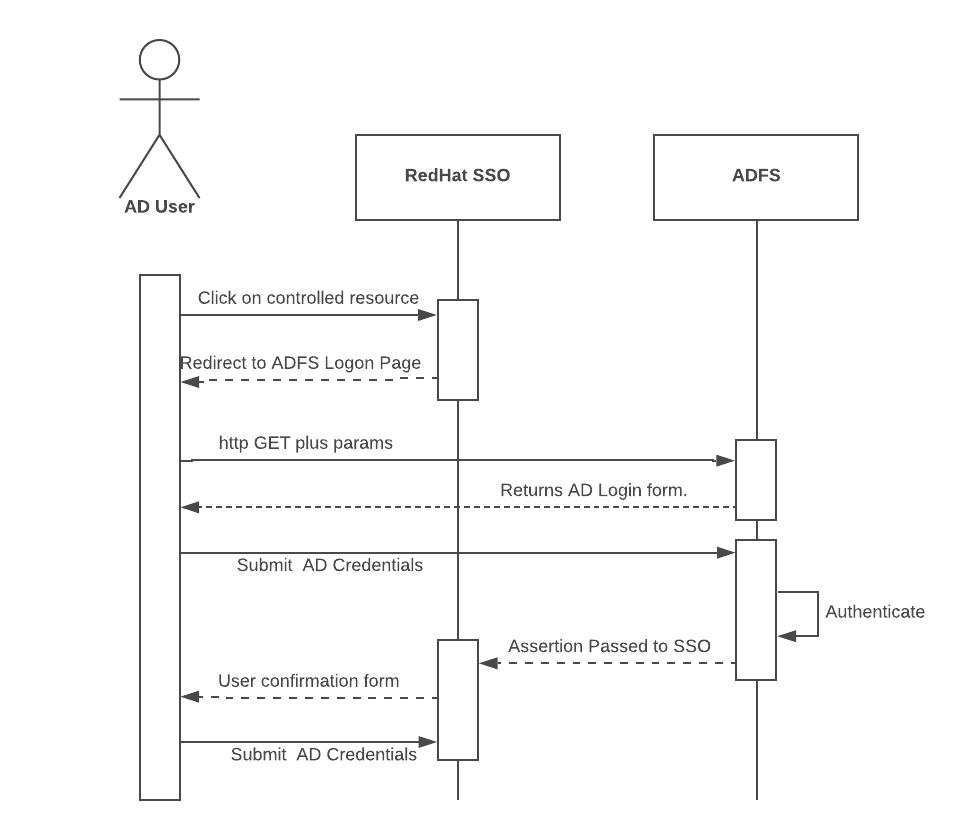 AD User
RedHat SSO
ADFS
Click on controlled resource
Redirect to ADFS Logon Page
http GET plus params
Returns AD Login form.
Submit  AD Credentials
Authenticate
Assertion Passed to SSO
User confirmation form
Submit  AD Credentials